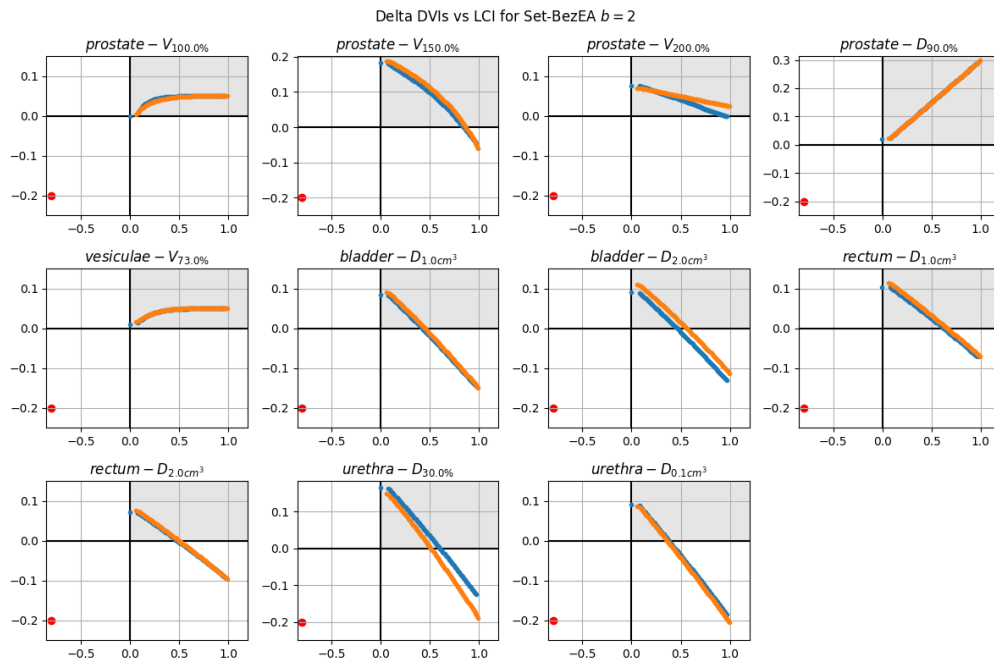 Delta DVIs vs LCI for Set-BezEA b = 2
prostate − V100.0%
prostate − V150.0%
prostate − V200.0%
prostate − D90.0%
0.1
0.0
−0.1
−0.2
−0.5 0.0 0.5 1.0
0.2
0.1
0.0
−0.1
−0.2
−0.5 0.0 0.5 1.0
0.1
0.0
−0.1
−0.2
−0.5 0.0 0.5 1.0
0.3
0.2
0.1
0.0
−0.1
−0.2
−0.5 0.0 0.5 1.0
vesiculae − V73.0%
bladder − D1.0cm³
bladder − D2.0cm³
rectum − D1.0cm³
0.1
0.0
−0.1
−0.2
−0.5 0.0 0.5 1.0
0.1
0.0
−0.1
−0.2
−0.5 0.0 0.5 1.0
0.1
0.0
−0.1
−0.2
−0.5 0.0 0.5 1.0
0.1
0.0
−0.1
−0.2
−0.5 0.0 0.5 1.0
rectum − D2.0cm³
urethra − D30.0%
urethra − D0.1cm³
0.1
0.0
−0.1
−0.2
−0.5 0.0 0.5 1.0
0.1
0.0
−0.1
−0.2
−0.5 0.0 0.5 1.0
0.1
0.0
−0.1
−0.2
−0.5 0.0 0.5 1.0